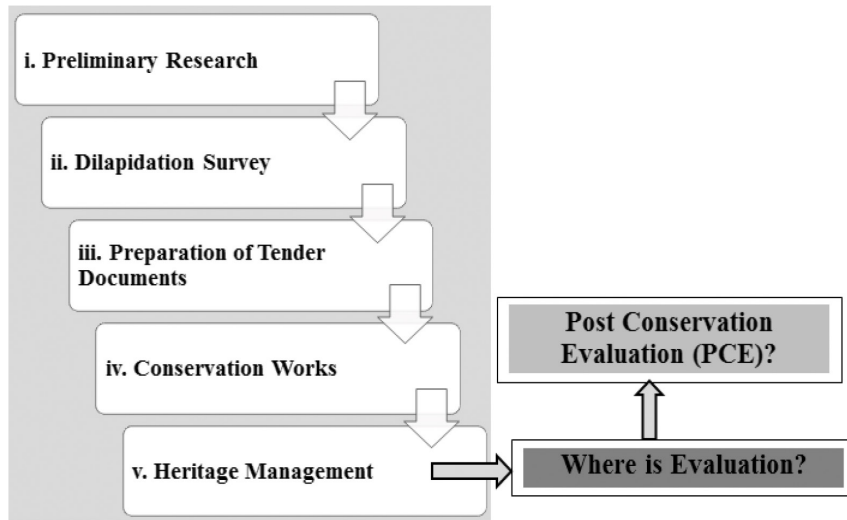 i. Preliminary Research
ii. Dilapidation Survey
iii. Preparation of Tender
Documents
iv. Conservation Works
v. Heritage Management
Post Conservation
Evaluation (PCE)?
Where is Evaluation?